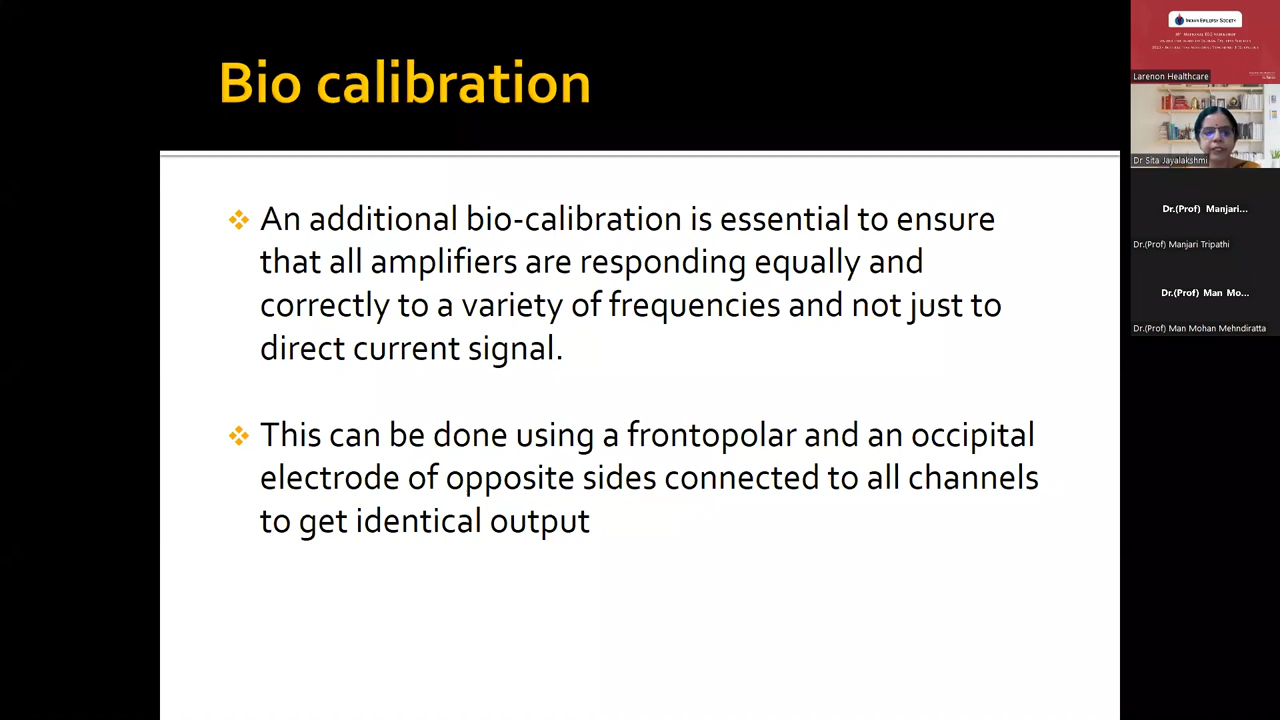 Bio calibration
❖ An additional bio-calibration is essential to ensure
that all amplifiers are responding equally and
correctly to a variety of frequencies and not just to
direct current signal.
❖ This can be done using a frontopolar and an occipital
electrode of opposite sides connected to all channels
to get identical output
INDIAN EPILEPSY SOCIETY
Larenon Healthcare
Dr Sita Jayalakshmi
Dr.(Prof) Manjari...
Dr.(Prof) Manjari Tripathi
Dr.(Prof) Man Mo...
Dr.(Prof) Man Mohan Mehndiratta